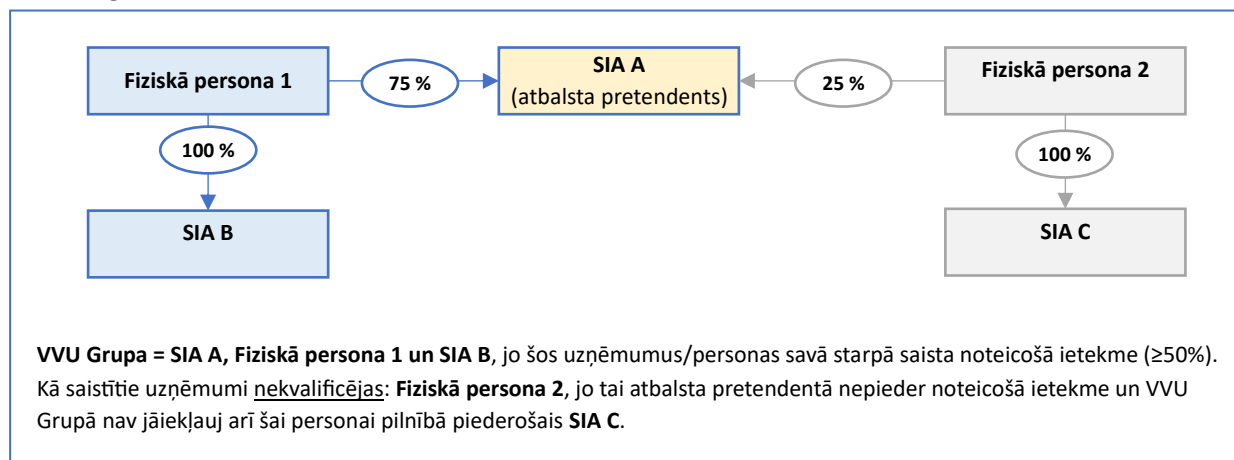 Fiziskā persona 1
75 %
SIA A
(atbalsta pretendents)
25 %
Fiziskā persona 2
100 %
100 %
SIA B
SIA C
VVU Grupa = SIA A, Fiziskā persona 1 un SIA B, jo šos uzņēmumus/personas savā starpā saista noteicošā ietekme (≥50%).
Kā saistītie uzņēmumi nekvalificējas: Fiziskā persona 2, jo tai atbalsta pretendentā nepieder noteicošā ietekme un VVU
Grupā nav jāiekļauj arī šai personai pilnībā piederošais SIA C.